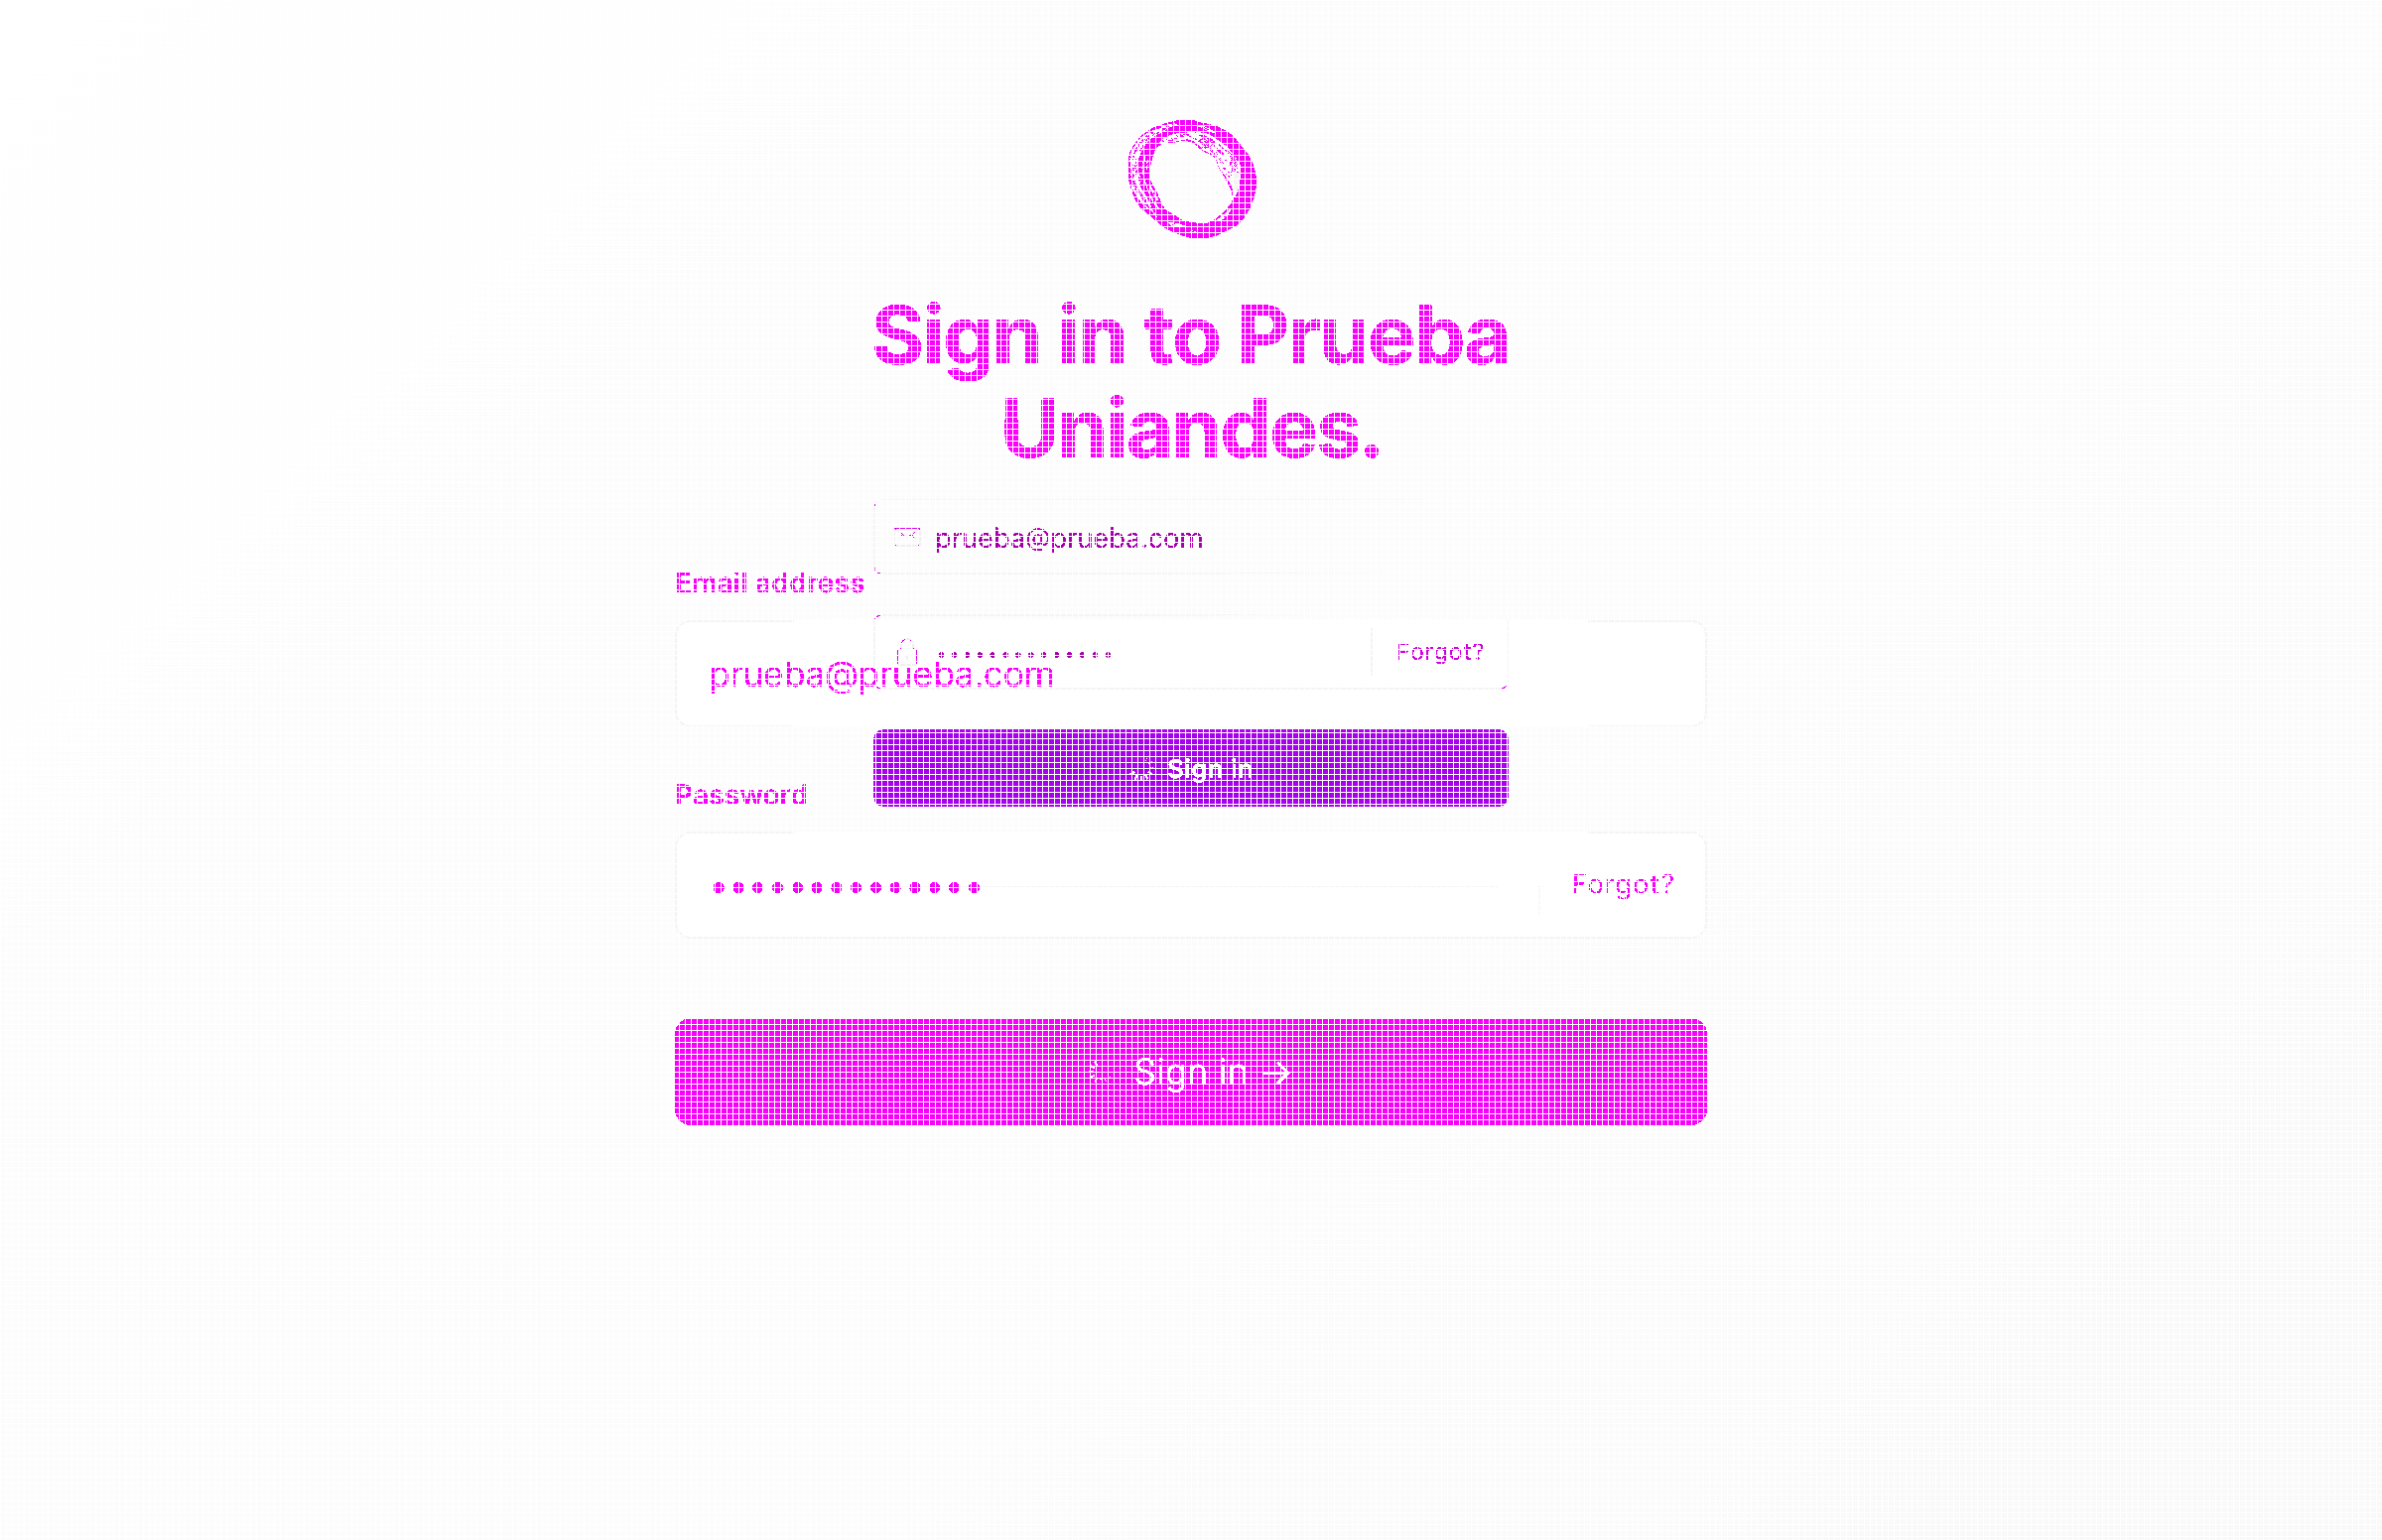 Sign in to Prueba
Uniandes.
prueba@prueba.com
Email address
Forgot?
prueba@prueba.com
Sign in
Password
Forgot?
Sign in →